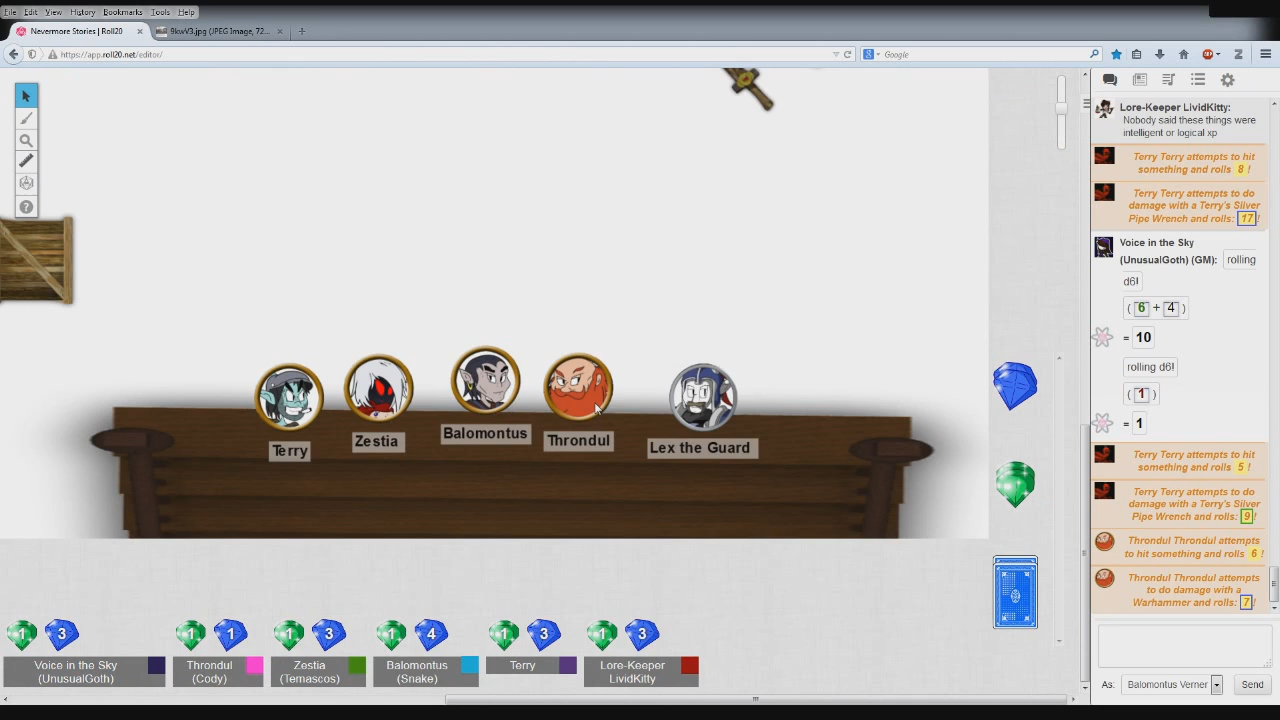 File Edit View History Bookmarks Tools Help
Nevermore Stories | Roll20 × 9kwV3.jpg (JPEG Image, 72... × +
https://app.roll20.net/editor/ 8 Google ABP Z
Lore-Keeper LividKitty:
Nobody said these things were
intelligent or logical xp
Terry Terry attempts to hit
something and rolls 8 !
Terry Terry attempts to do
damage with a Terry's Silver
Pipe Wrench and rolls: 17 !
Voice in the Sky
(UnusualGoth) (GM): rolling
d6!
( 6 + 4 )
= 10
rolling d6!
( 1 )
= 1
Terry Terry attempts to hit
something and rolls 5 !
Terry Terry attempts to do
damage with a Terry's Silver
Pipe Wrench and rolls: 9 !
Throndul Throndul attempts
to hit something and rolls 6 !
Throndul Throndul attempts
to do damage with a
Warhammer and rolls: 7 !
Terry
Zestia
Balomontus
Throndul
Lex the Guard
1 3 1 1 1 3 1 4 1 3 1 3
Voice in the Sky
(UnusualGoth)
Throndul
(Cody)
Zestia
(Temascos)
Balomontus
(Snake)
Terry
Lore-Keeper
LividKitty
As: Balomontus Verner Send